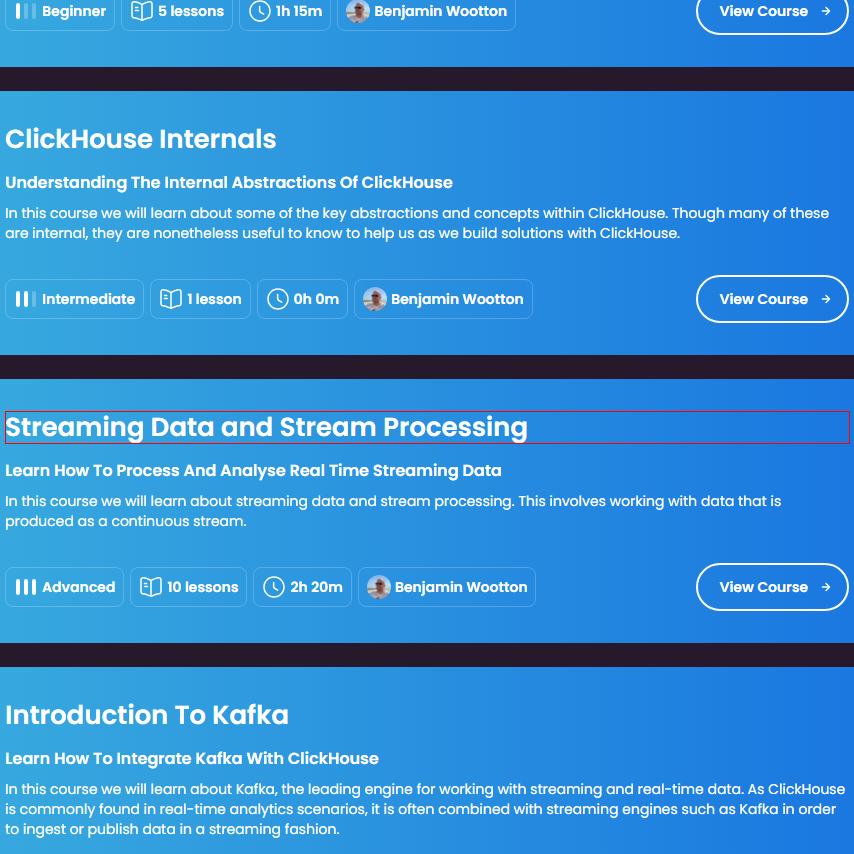 Beginner 5 lessons 1h 15m Benjamin Wootton View Course
ClickHouse Internals
Understanding The Internal Abstractions Of ClickHouse
In this course we will learn about some of the key abstractions and concepts within ClickHouse. Though many of these
are internal, they are nonetheless useful to know to help us as we build solutions with ClickHouse.
Intermediate 1 lesson 0h 0m Benjamin Wootton View Course
Streaming Data and Stream Processing
Learn How To Process And Analyse Real Time Streaming Data
In this course we will learn about streaming data and stream processing. This involves working with data that is
produced as a continuous stream.
Advanced 10 lessons 2h 20m Benjamin Wootton View Course
Introduction To Kafka
Learn How To Integrate Kafka With ClickHouse
In this course we will learn about Kafka, the leading engine for working with streaming and real-time data. As ClickHouse
is commonly found in real-time analytics scenarios, it is often combined with streaming engines such as Kafka in order
to ingest or publish data in a streaming fashion.